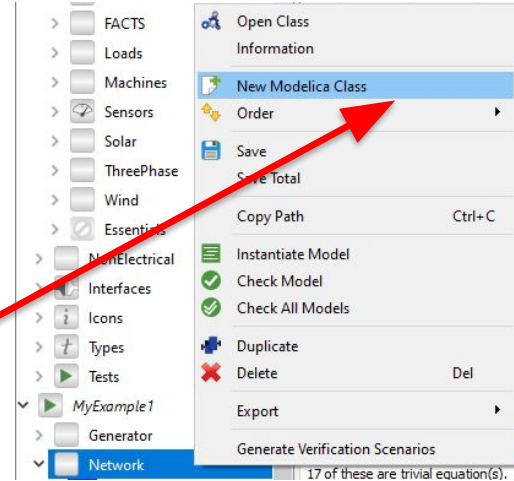 FACTS
Loads
Machines
Sensors
Solar
ThreePhase
Wind
Essentials
NonElectrical
Interfaces
i Icons
t Types
Tests
MyExample1
Generator
Network
Open Class
Information
New Modelica Class
Order
Save
Save Total
Copy Path Ctrl+C
Instantiate Model
Check Model
Check All Models
Duplicate
Delete Del
Export
Generate Verification Scenarios
17 of these are trivial equation(s).